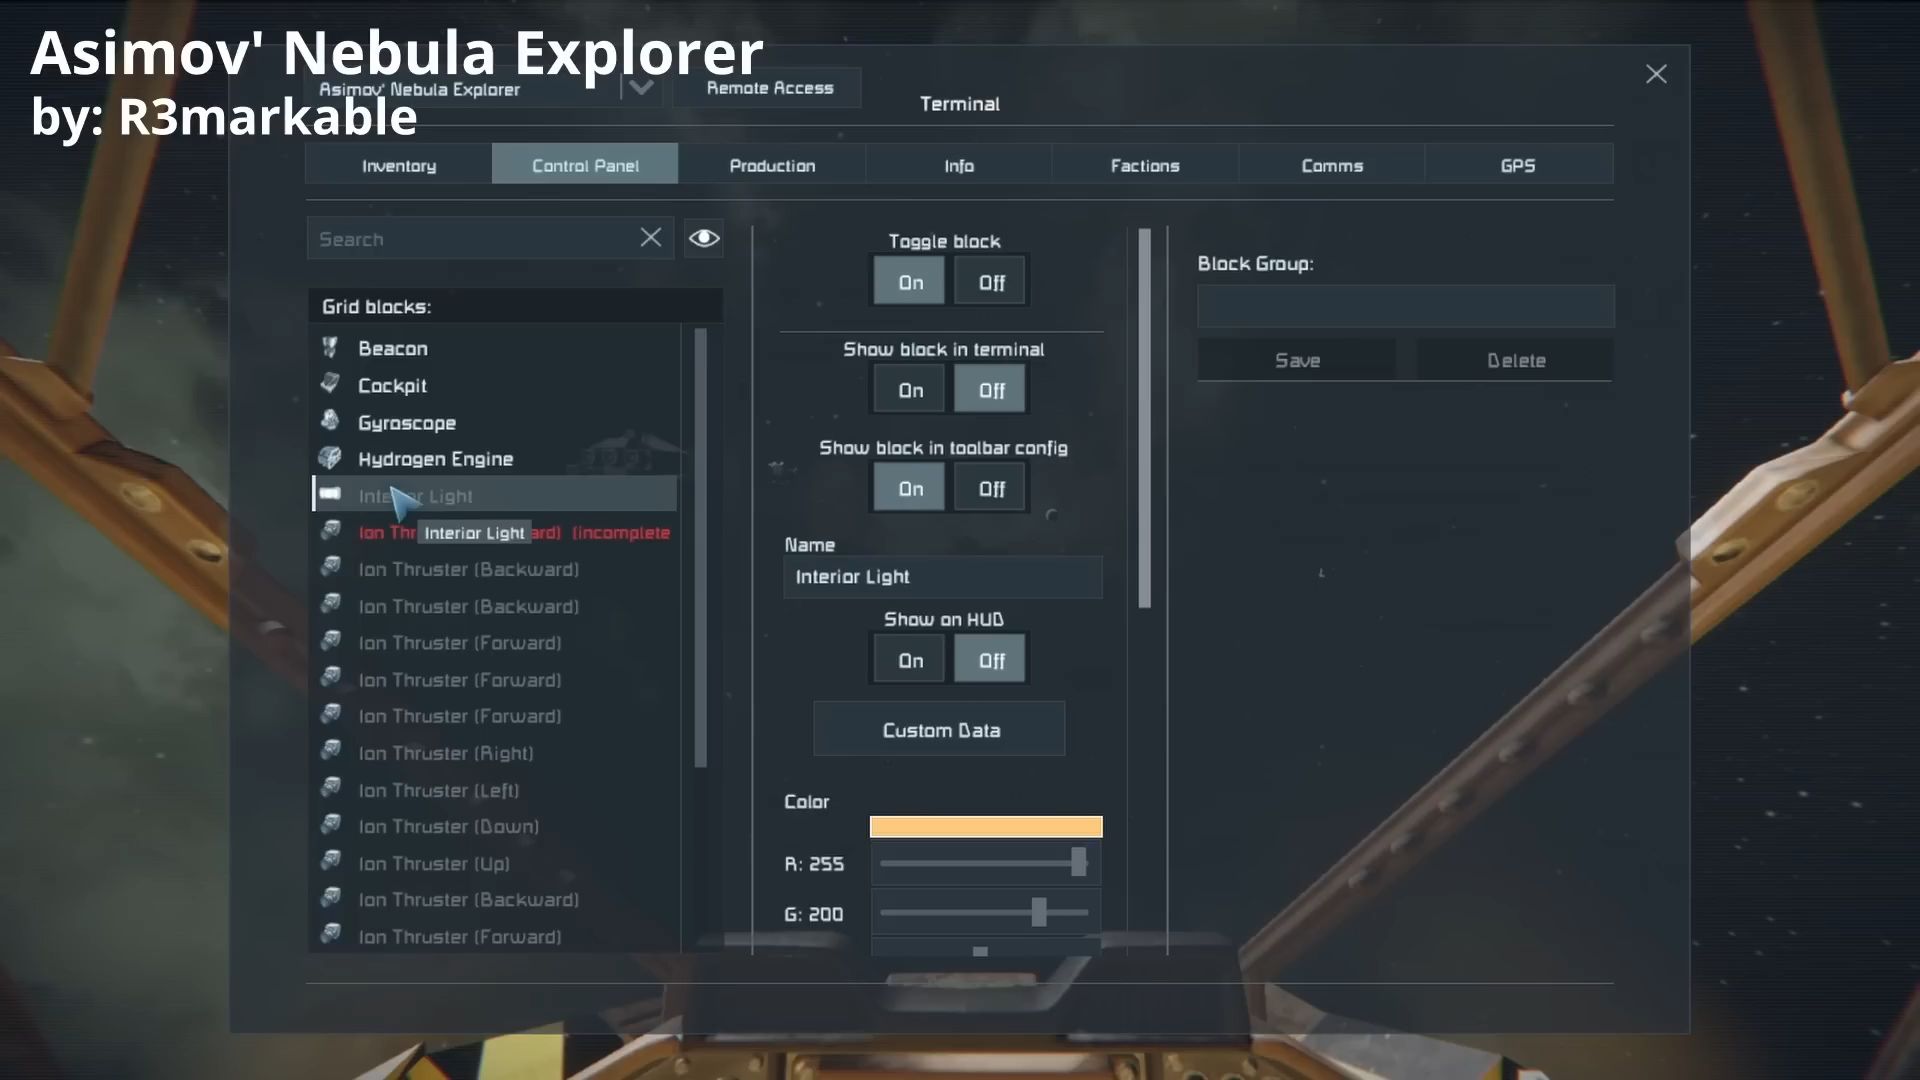 Asimov' Nebula Explorer
by: R3markable
Asimov' Nebula Explorer
Remote Access
Terminal
Inventory
Control Panel
Production
Info
Factions
Comms
GPS
Search
Grid blocks:
Beacon
Cockpit
Gyroscope
Hydrogen Engine
Interior Light
Ion Thr
ard) (incomplete
Interior Light
Ion Thruster (Backward)
Ion Thruster (Backward)
Ion Thruster (Forward)
Ion Thruster (Forward)
Ion Thruster (Forward)
Ion Thruster (Right)
Ion Thruster (Left)
Ion Thruster (Down)
Ion Thruster (Up)
Ion Thruster (Backward)
Ion Thruster (Forward)
Toggle block
On Off
Show block in terminal
On Off
Show block in toolbar config
On Off
Name
Interior Light
Show on HUD
On Off
Custom Data
Color
R: 255
G: 200
Block Group:
Save
Delete